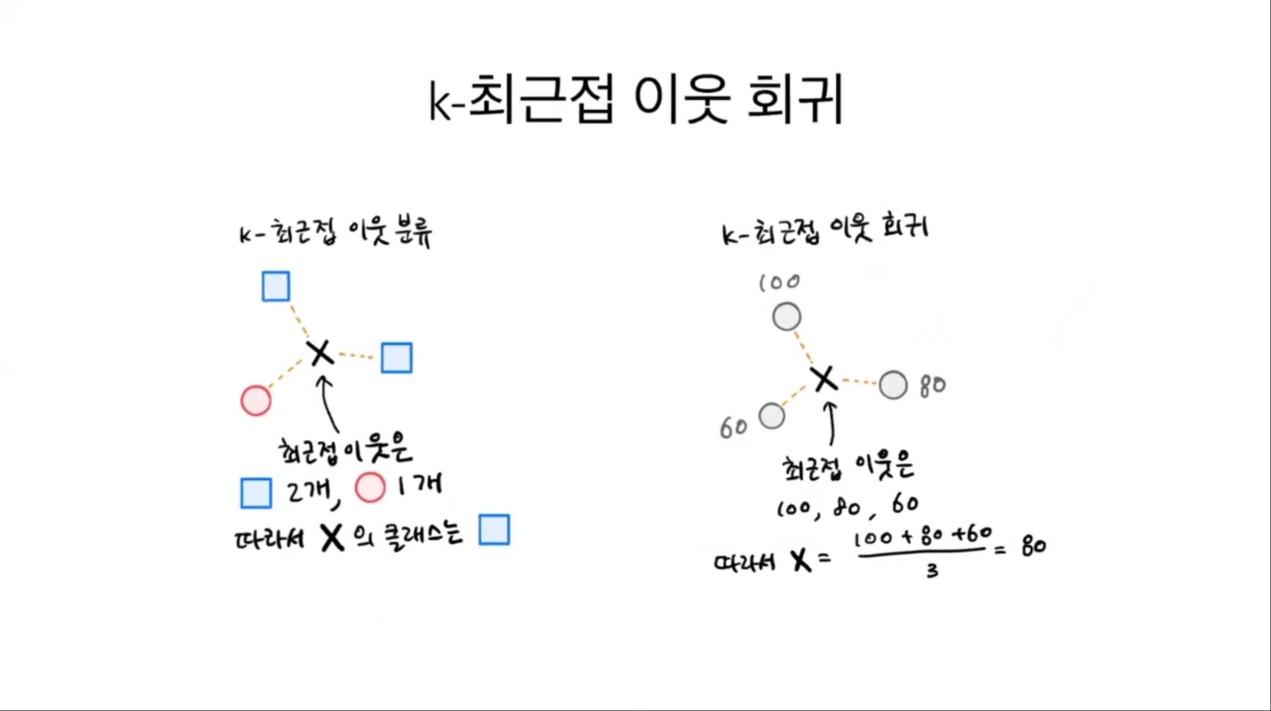 k-최근접 이웃 회귀
k-최근접 이웃 분류
최근접 이웃은
2개, 1개
따라서 X의 클래스는
k-최근접 이웃 회귀
100
80
60
최근접 이웃은
100, 80, 60
따라서 X = 100 + 80 + 60 / 3 = 80